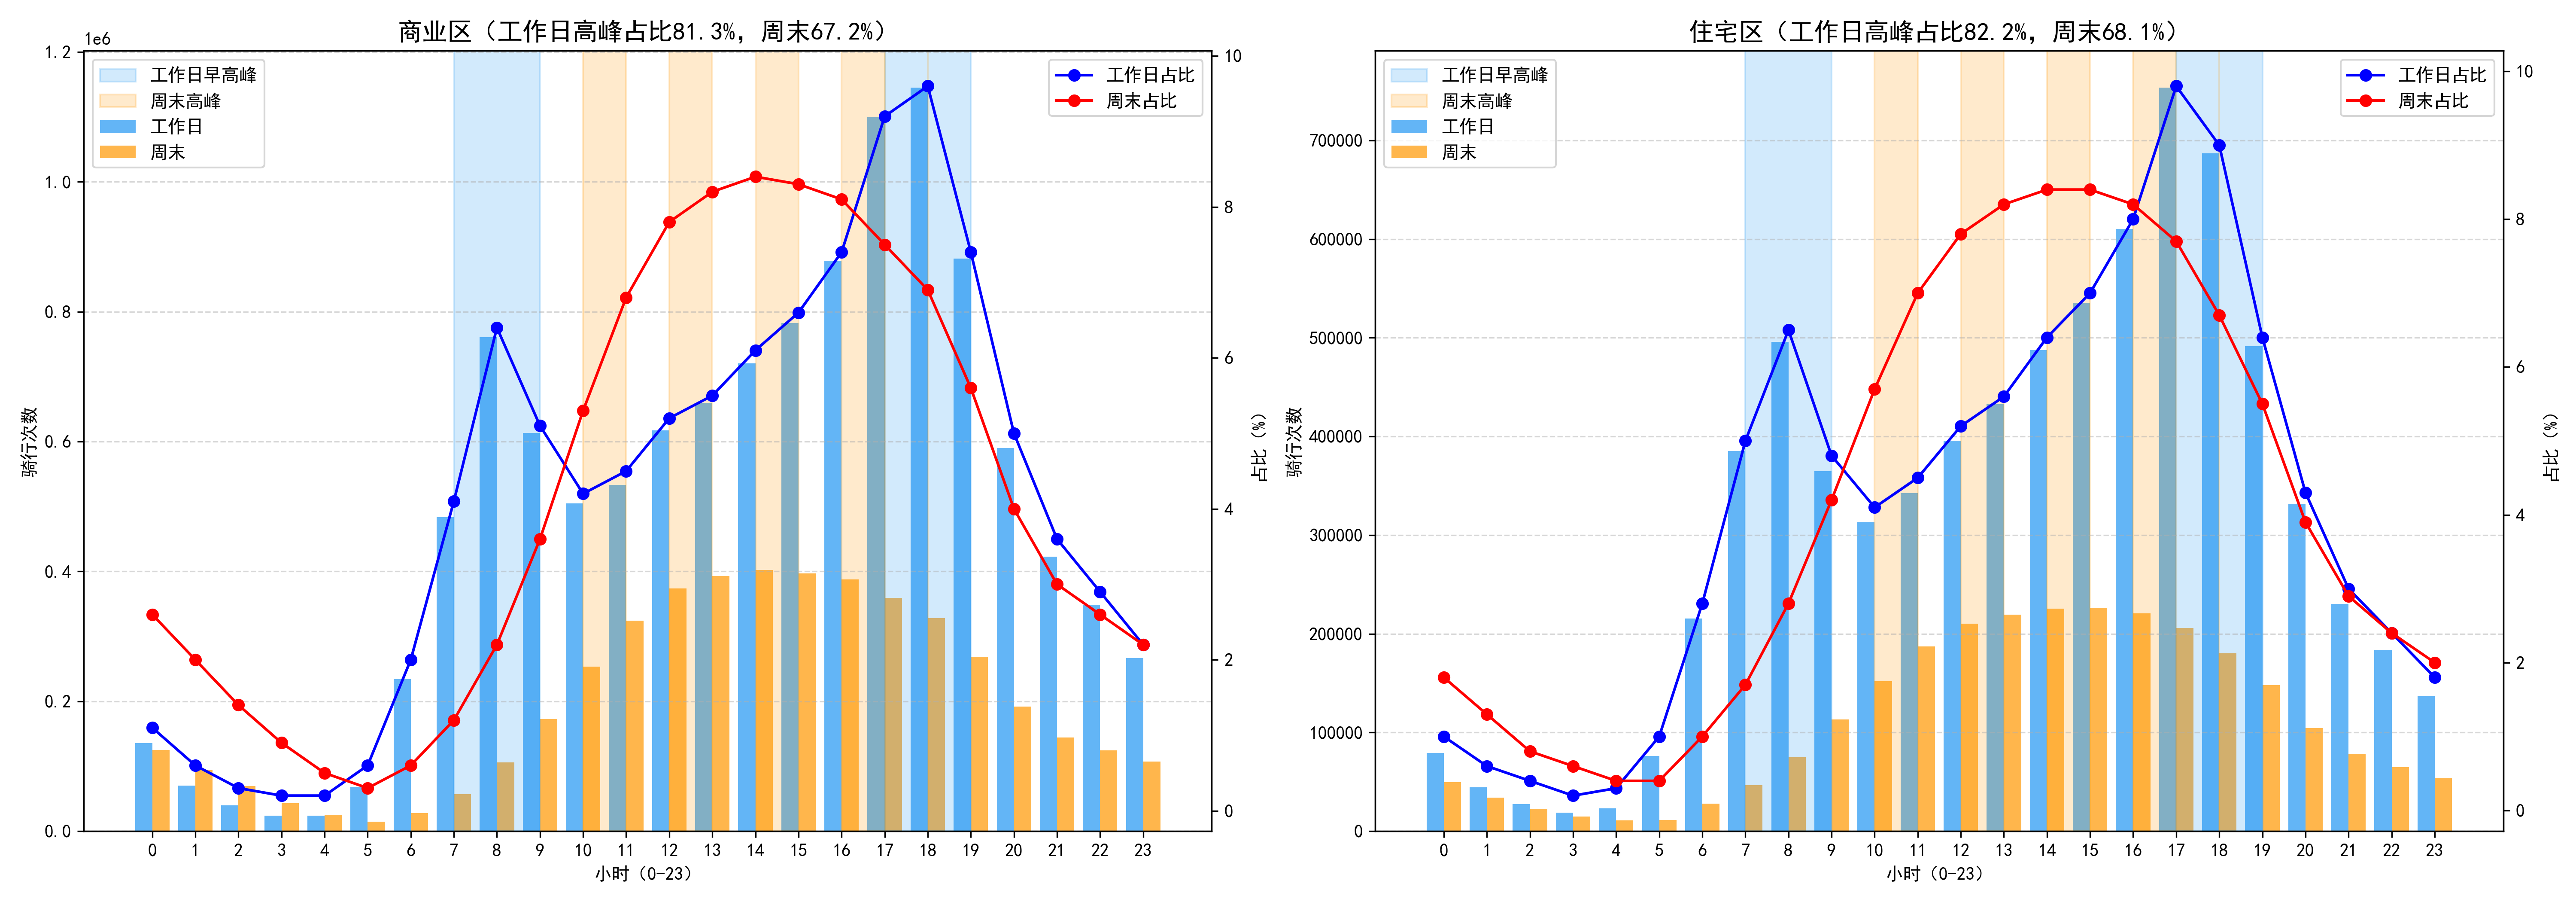 商业区（工作日高峰占比81.3%，周末67.2%）
1e6
1.2
1.0
0.8
0.6
0.4
0.2
0.0
骑行次数
工作日早高峰
周末高峰
工作日
周末
工作日占比
周末占比
10
8
6
4
2
0
占比（%）
0 1 2 3 4 5 6 7 8 9 10 11 12 13 14 15 16 17 18 19 20 21 22 23
小时（0-23）
住宅区（工作日高峰占比82.2%，周末68.1%）
700000
600000
500000
400000
300000
200000
100000
0
骑行次数
工作日早高峰
周末高峰
工作日
周末
工作日占比
周末占比
10
8
6
4
2
0
占比（%）
0 1 2 3 4 5 6 7 8 9 10 11 12 13 14 15 16 17 18 19 20 21 22 23
小时（0-23）